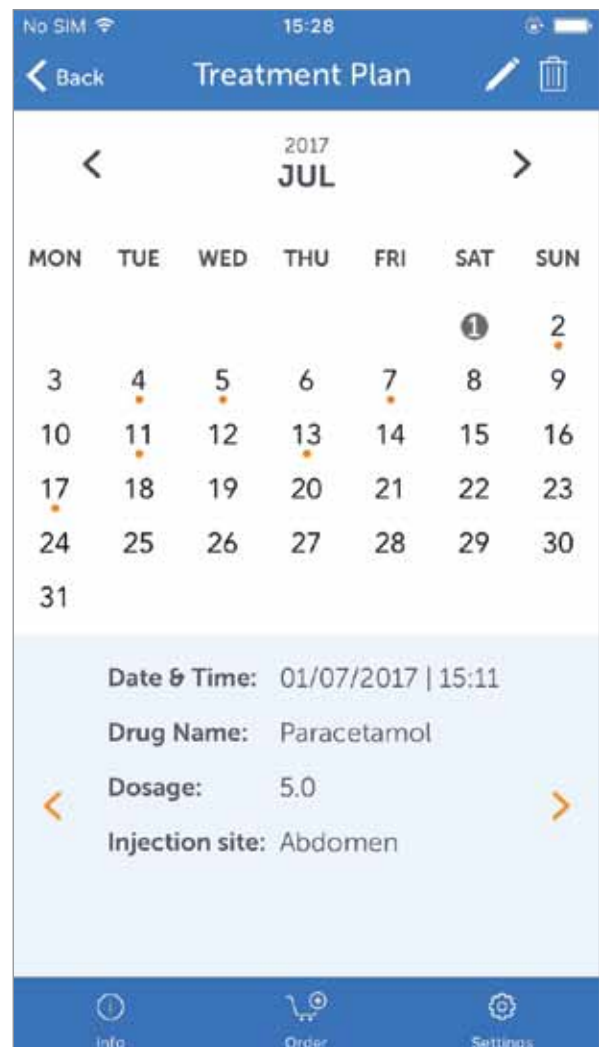 No SIM 15:28
Back Treatment Plan
2017
JUL
MON TUE WED THU FRI SAT SUN
1 2
3 4 5 6 7 8 9
10 11 12 13 14 15 16
17 18 19 20 21 22 23
24 25 26 27 28 29 30
31
Date & Time: 01/07/2017 | 15:11
Drug Name: Paracetamol
Dosage: 5.0
Injection site: Abdomen
Info Order Settings